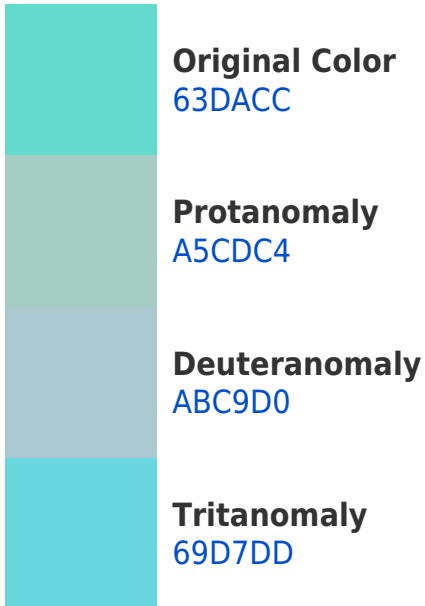 Original Color
63DACC
Protanomaly
A5CDC4
Deuteranomaly
ABC9D0
Tritanomaly
69D7DD